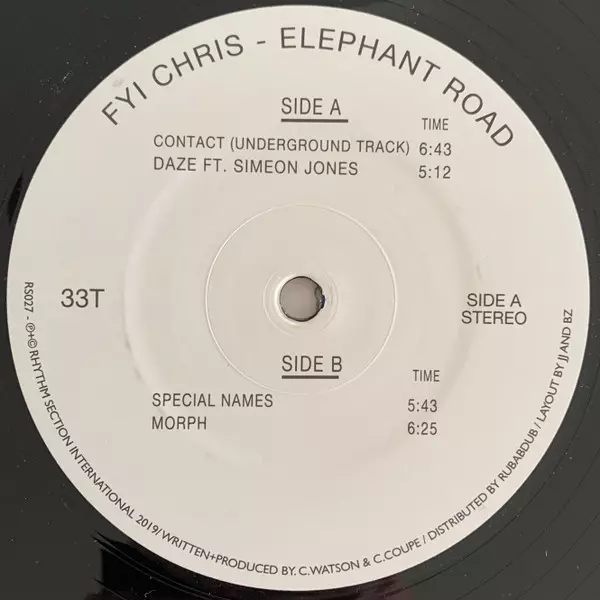 FYI CHRIS - ELEPHANT ROAD
SIDE A
TIME
CONTACT (UNDERGROUND TRACK) 6:43
DAZE FT. SIMEON JONES 5:12
33T
SIDE A
STEREO
SIDE B
TIME
SPECIAL NAMES 5:43
MORPH 6:25
RS027 - ℗+© RHYTHM SECTION INTERNATIONAL 2019/ WRITTEN+PRODUCED BY. C.WATSON & C.COUPE / DISTRIBUTED BY RUBABDUB / LAYOUT BY JJ AND BZ